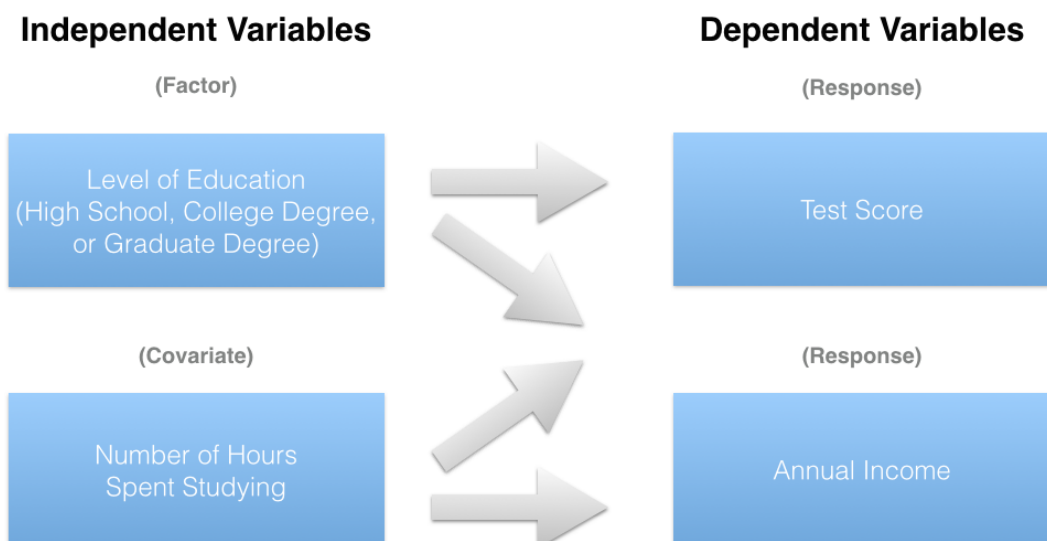 Independent Variables
Dependent Variables
(Factor)
(Response)
Level of Education
(High School, College Degree,
or Graduate Degree)
Test Score
(Covariate)
(Response)
Number of Hours
Spent Studying
Annual Income